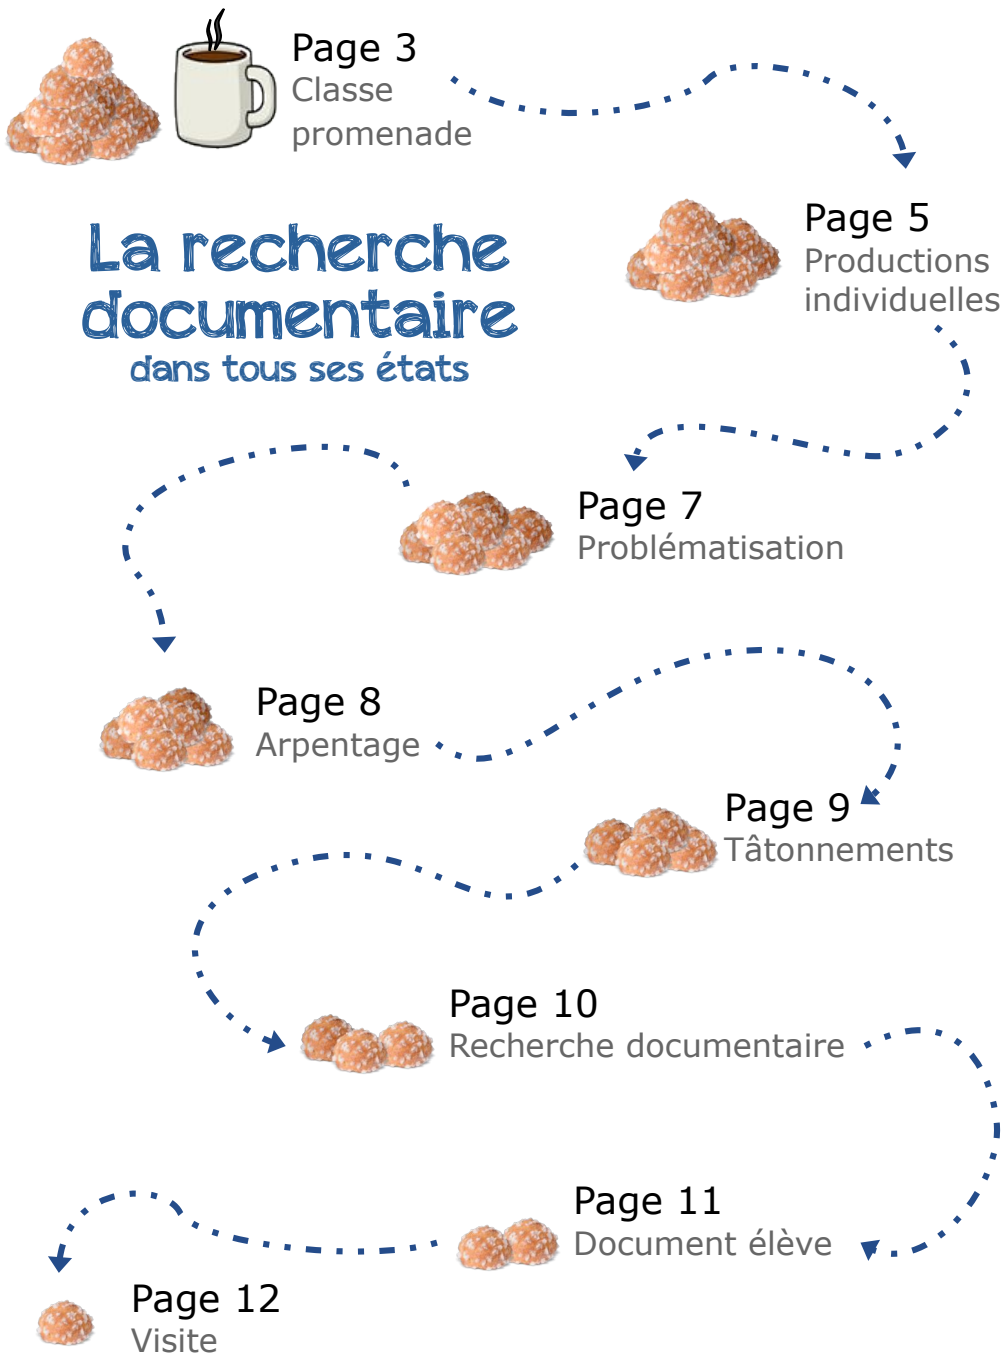 Page 3
Classe
promenade
La recherche
documentaire
dans tous ses états
Page 5
Productions
individuelles
Page 7
Problématisation
Page 8
Arpentage
Page 9
Tâtonnements
Page 10
Recherche documentaire
Page 11
Document élève
Page 12
Visite